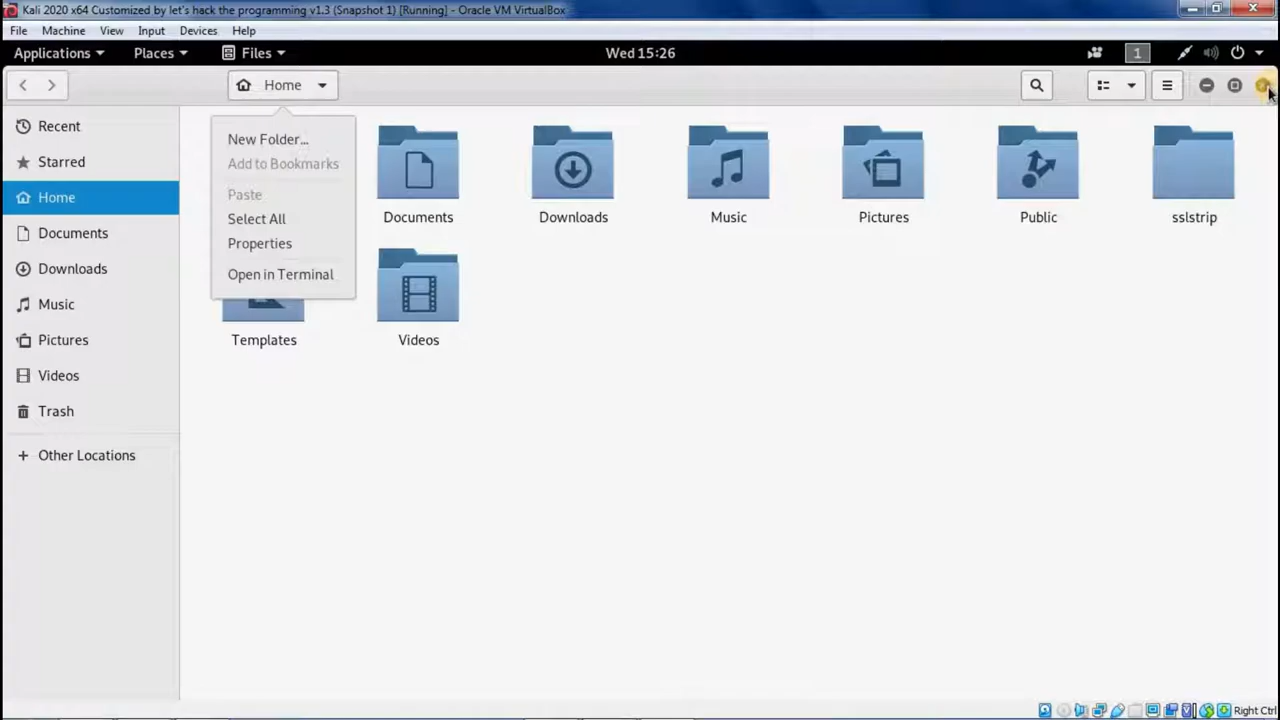 Kali 2020 x64 Customized by let's hack the programming v1.3 (Snapshot 1) [Running] - Oracle VM VirtualBox
File Machine View Input Devices Help
Applications Places Files Wed 15:26 1
Home
Recent
Starred
Home
Documents
Downloads
Music
Pictures
Videos
Trash
+ Other Locations
New Folder...
Add to Bookmarks
Paste
Select All
Properties
Open in Terminal
Documents Downloads Music Pictures Public sslstrip
Templates Videos
Right Ctrl